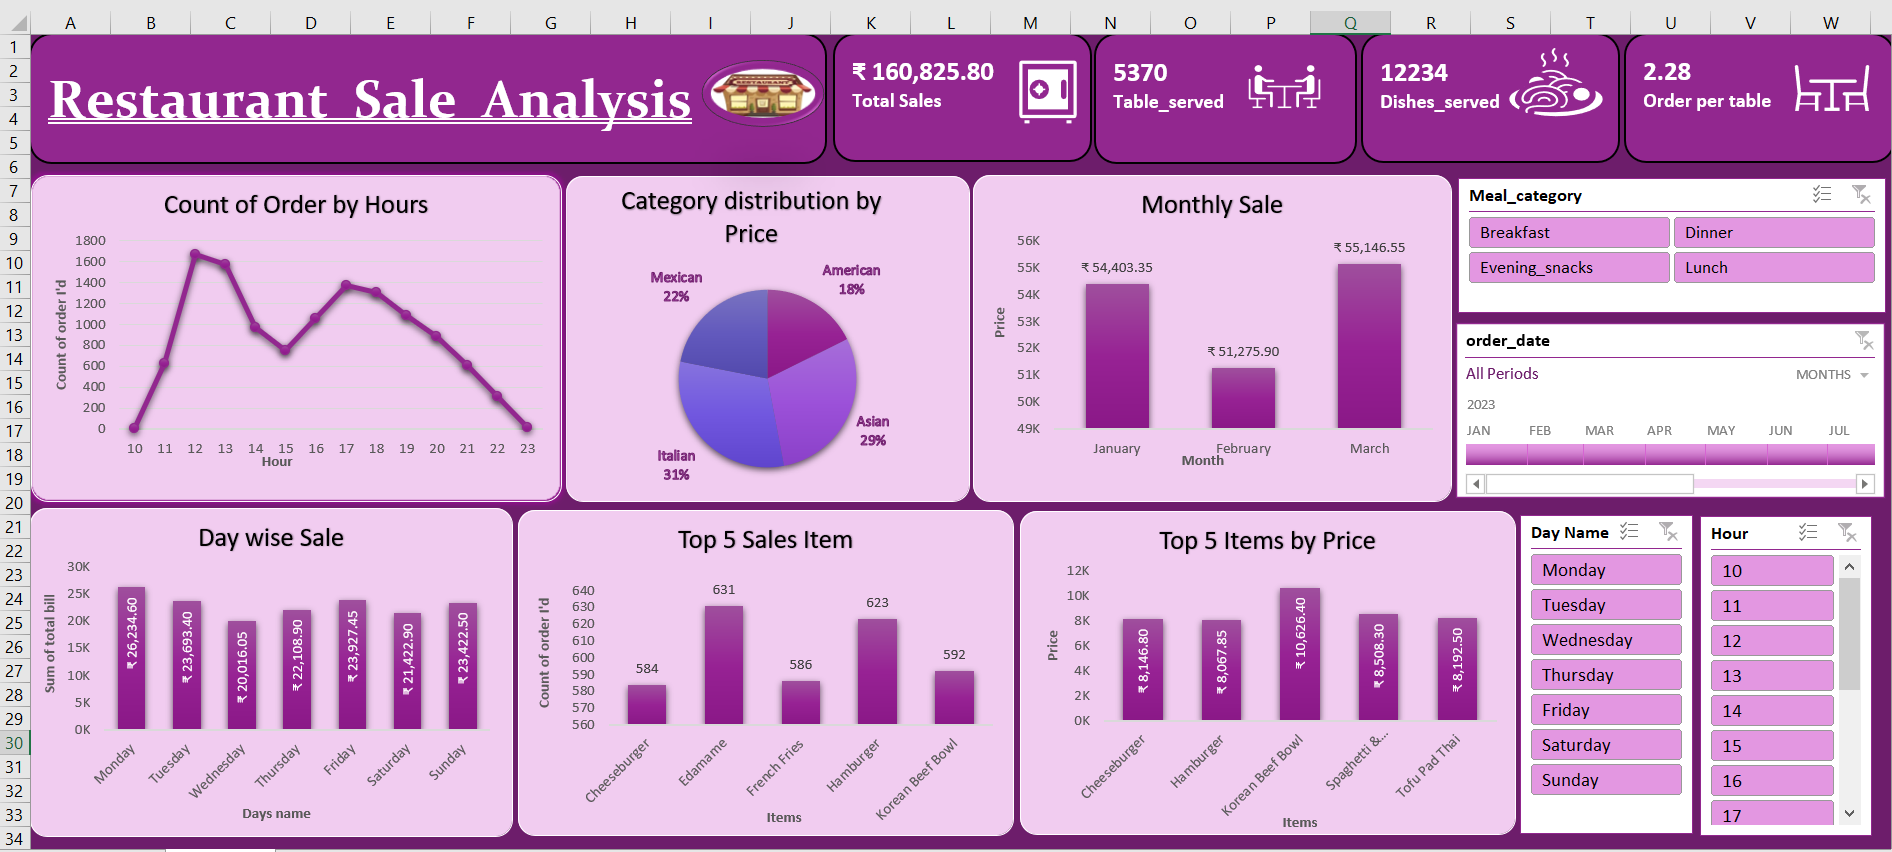 A B C D E F G H I J K L M N O P Q R S T U V W
1
2
3
4
5
6
7
8
9
10
11
12
13
14
15
16
17
18
19
20
21
22
23
24
25
26
27
28
29
30
31
32
33
34
Restaurant Sale Analysis
₹ 160,825.80
Total Sales
5370
Table_served
12234
Dishes_served
2.28
Order per table
Count of Order by Hours
Count of order I'd
1800
1600
1400
1200
1000
800
600
400
200
0
10 11 12 13 14 15 16 17 18 19 20 21 22 23
Hour
Category distribution by
Price
Mexican
22%
American
18%
Asian
29%
Italian
31%
Monthly Sale
Price
56K
55K
54K
53K
52K
51K
50K
49K
₹ 54,403.35
₹ 51,275.90
₹ 55,146.55
January February March
Month
Meal_category
Breakfast Dinner
Evening_snacks Lunch
order_date
All Periods MONTHS
2023
JAN FEB MAR APR MAY JUN JUL
Day wise Sale
Sum of total bill
30K
25K
20K
15K
10K
5K
0K
₹ 26,234.60
₹ 23,693.40
₹ 20,016.05
₹ 22,108.90
₹ 23,927.45
₹ 21,422.90
₹ 23,422.50
Monday Tuesday Wednesday Thursday Friday Saturday Sunday
Days name
Top 5 Sales Item
Count of order I'd
640
630
620
610
600
590
580
570
560
584
631
586
623
592
Cheeseburger Edamame French Fries Hamburger Korean Beef Bowl
Items
Top 5 Items by Price
Price
12K
10K
8K
6K
4K
2K
0K
₹ 8,146.80
₹ 8,067.85
₹ 10,626.40
₹ 8,508.30
₹ 8,192.50
Cheeseburger Hamburger Korean Beef Bowl Spaghetti &... Tofu Pad Thai
Items
Day Name
Monday
Tuesday
Wednesday
Thursday
Friday
Saturday
Sunday
Hour
10
11
12
13
14
15
16
17